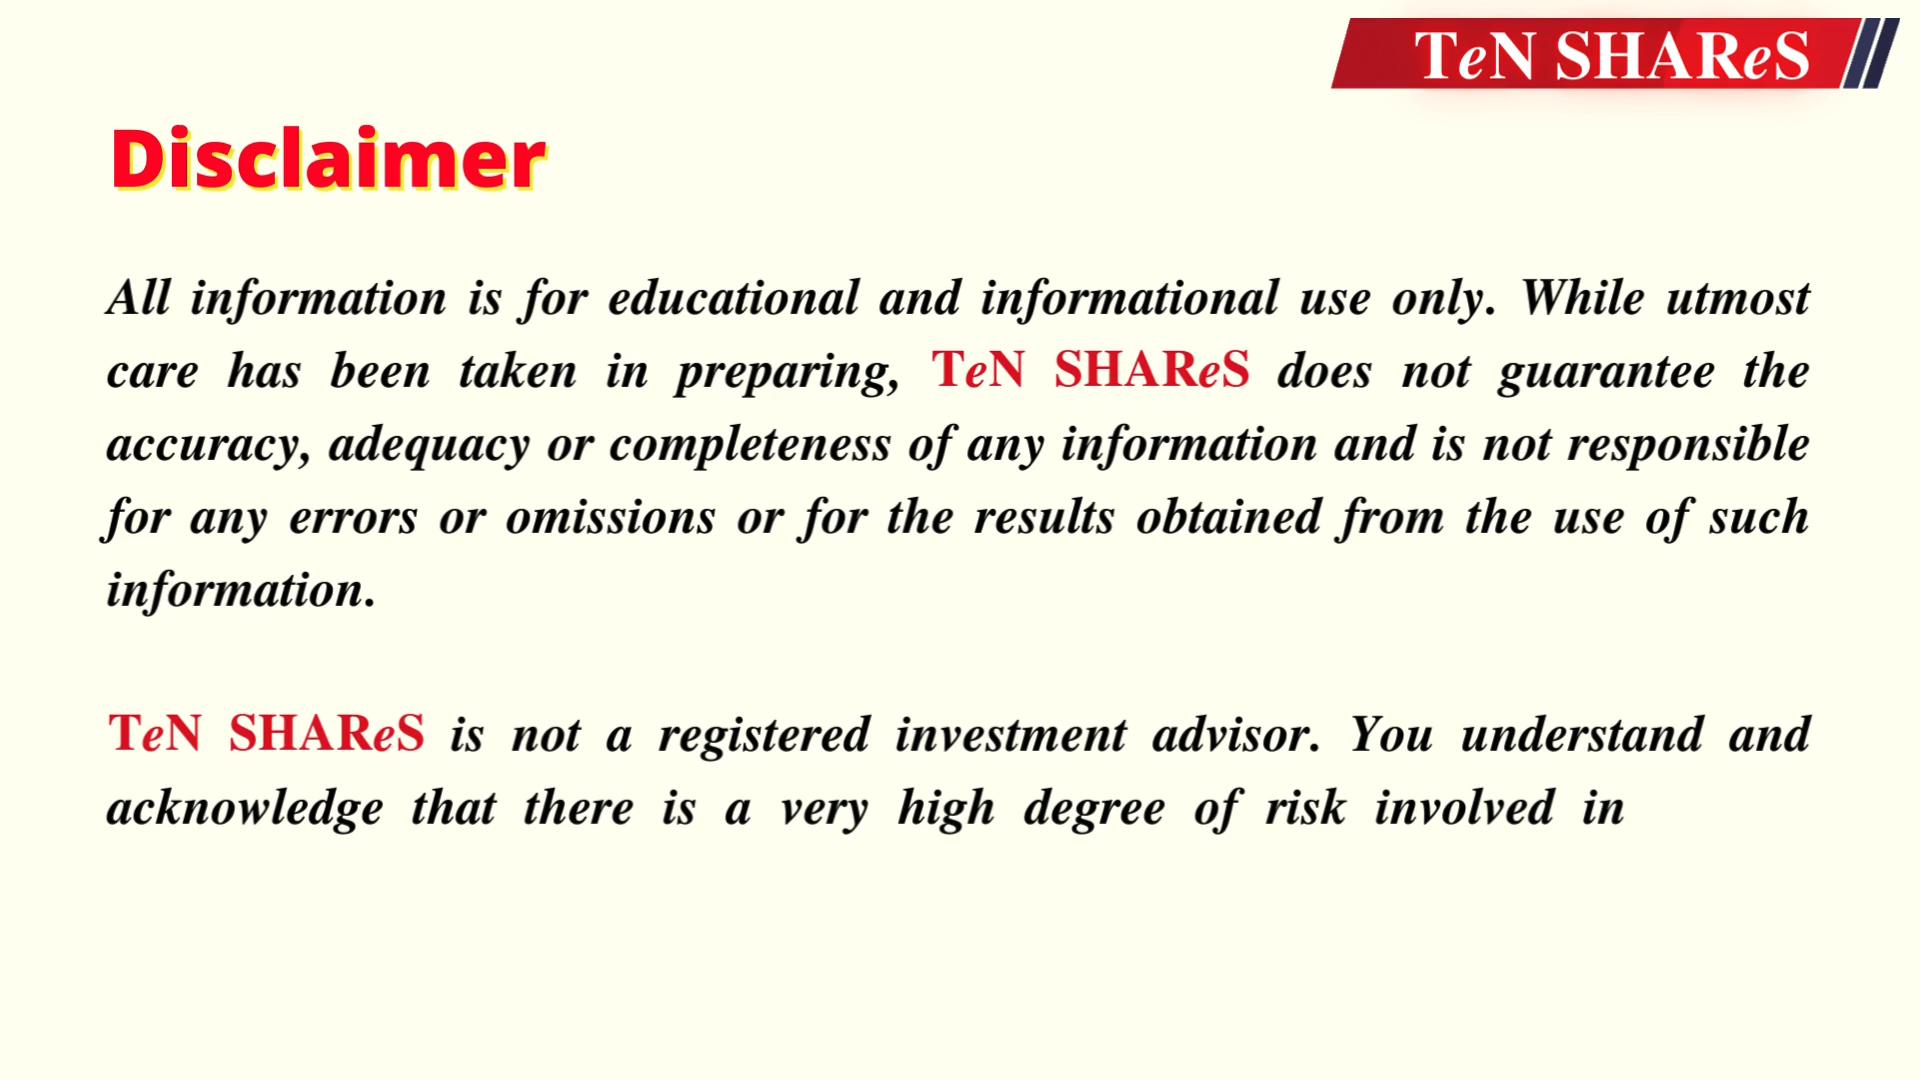 TeN SHAReS
Disclaimer
All information is for educational and informational use only. While utmost
care has been taken in preparing, TeN SHAReS does not guarantee the
accuracy, adequacy or completeness of any information and is not responsible
for any errors or omissions or for the results obtained from the use of such
information.
TeN SHAReS is not a registered investment advisor. You understand and
acknowledge that there is a very high degree of risk involved in